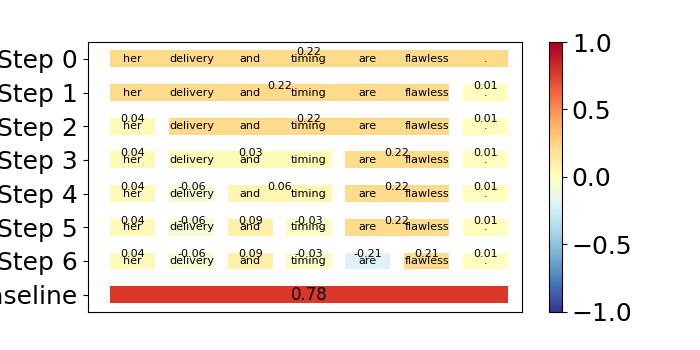 Step 0 her delivery and timing are flawless . 0.22
Step 1 her delivery and timing are flawless . 0.22 0.01
Step 2 her delivery and timing are flawless . 0.04 0.22 0.01
Step 3 her delivery and timing are flawless . 0.04 0.03 0.22 0.01
Step 4 her delivery and timing are flawless . 0.04 -0.06 0.06 0.22 0.01
Step 5 her delivery and timing are flawless . 0.04 -0.06 0.09 -0.03 0.22 0.01
Step 6 her delivery and timing are flawless . 0.04 -0.06 0.09 -0.03 -0.21 0.21 0.01
aseline 0.78
1.0
0.5
0.0
−0.5
−1.0